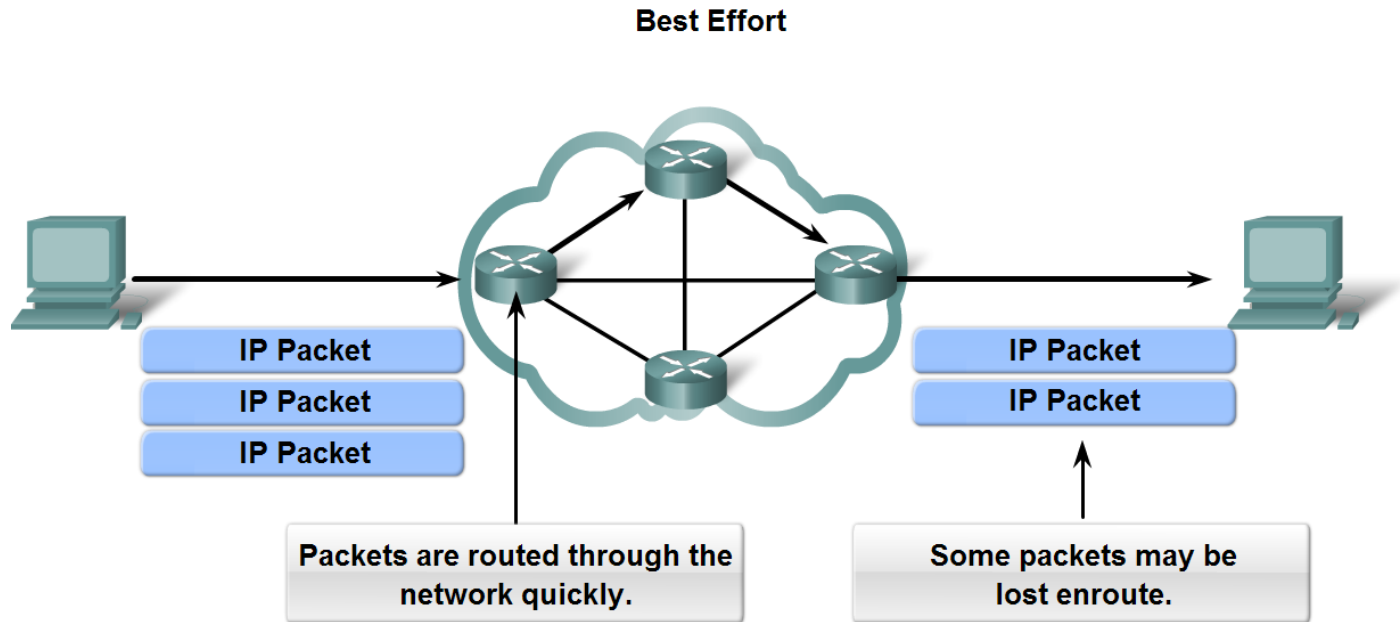 Best Effort
IP Packet
IP Packet
IP Packet
IP Packet
IP Packet
Packets are routed through the
network quickly.
Some packets may be
lost enroute.